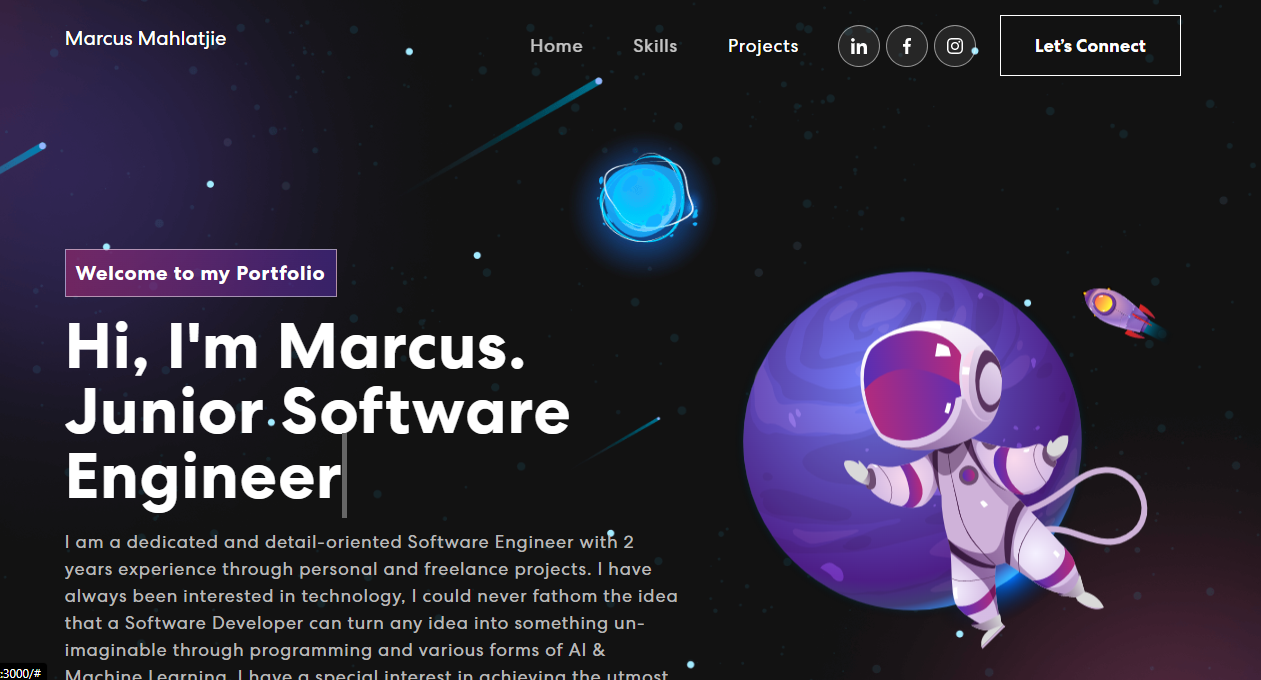 Marcus Mahlatjie
Home Skills Projects in f Let's Connect
Welcome to my Portfolio
Hi, I'm Marcus.
Junior Software
Engineer
I am a dedicated and detail-oriented Software Engineer with 2
years experience through personal and freelance projects. I have
always been interested in technology, I could never fathom the idea
that a Software Developer can turn any idea into something un-
imaginable through programming and various forms of AI &
Machine Learning. I have a special interest in achieving the utmost
:3000/#